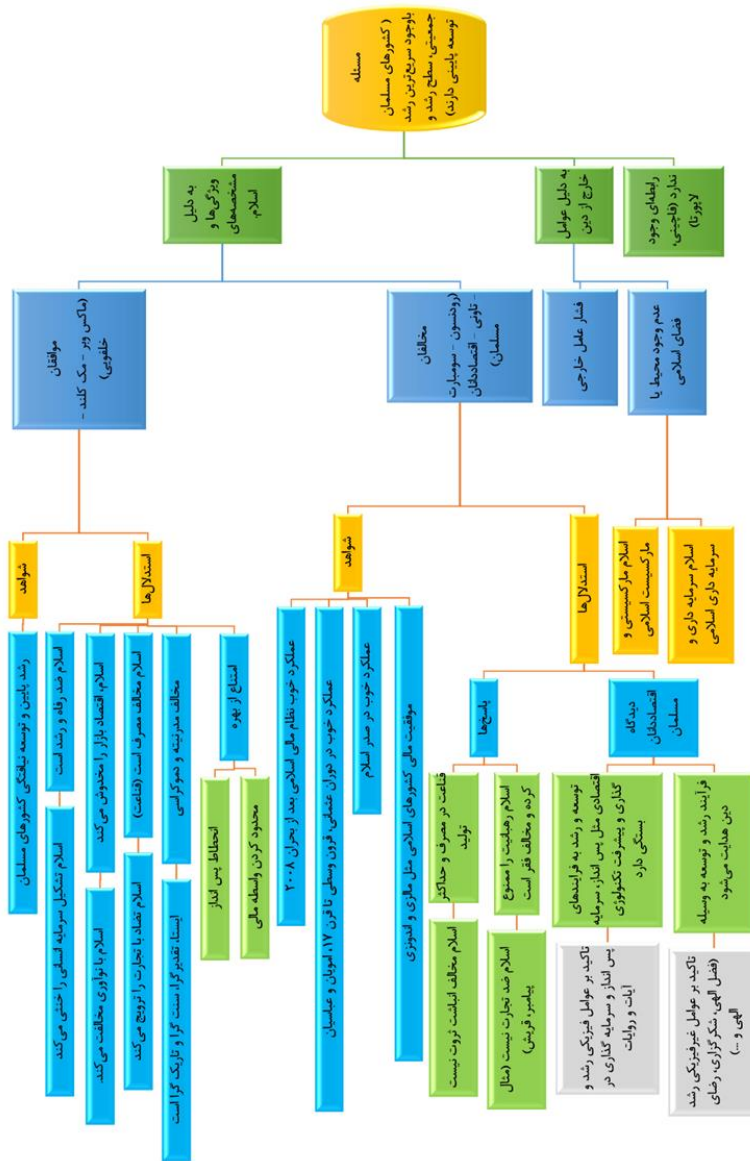 مسئله
(کشورهای مسلمان
باوجود سریع‌ترین رشد
جمعیتی، سطح رشد و
توسعه پایینی دارند)
رابطه‌ای وجود
ندارد (فاجینی،
لاپورتا)
به دلیل عوامل
خارج از دین
به دلیل
ویژگی‌ها و
مشخصه‌های
اسلام.
عدم وجود محیط یا
فضای اسلامی
فشار عامل خارجی
مخالفان
(رودنسون - سومبارت
- تاونی - اقتصاددانان
مسلمان)
موافقان
(ماکس وبر - مک کلند -
خلفویی)
اسلام سرمایه داری و
سرمایه داری اسلامی
اسلام مارکسیستی و
مارکسیست اسلامی
استدلال‌ها
شواهد
استدلال‌ها
شواهد
دیدگاه
اقتصاددانان
مسلمان
پاسخ‌ها
فرآیند رشد و توسعه به وسیله
دین هدایت می‌شود
توسعه و رشد به فرایندهای
اقتصادی مثل پس انداز، سرمایه
گذاری و پیشرفت تکنولوژی
بستگی دارد
تاکید بر عوامل غیرفیزیکی رشد
(فضل الهی، شکرگزاری، رضای
الهی و ...)
تاکید بر عوامل فیزیکی رشد و
پس انداز و سرمایه گذاری در
آیات و روایات
اسلام رهبانیت را ممنوع
کرده و مخالف فقر است
قناعت در مصرف و حداکثر
تولید
اسلام ضد تجارت نیست (مثال
پیامبر، قریش)
اسلام مخالف انباشت ثروت نیست
موفقیت مالی کشورهای اسلامی مثل مالزی و اندونزی
عملکرد خوب در صدر اسلام
عملکرد خوب در دوران عثمانی، قرون وسطی تا قرن ۱۷، امویان و عباسیان
عملکرد خوب نظام مالی اسلامی بعد از بحران ۲۰۰۸
امتناع از بهره
محدود کردن واسطه مالی
انحطاط پس انداز
مخالف مدرنیته و دموکراسی
ایستا، تقدیرگرا، سنت گرا و تاریک گرا است
اسلام مخالف مصرف است (قناعت)
اسلام تضاد با تجارت را ترویج می‌کند
اسلام، اقتصاد بازار را مخدوش می‌کند
اسلام با نوآوری مخالفت می‌کند.
اسلام ضد رفاه و رشد است
اسلام تشکیل سرمایه انسانی را خنثی می‌کند
رشد پایین و توسعه نیافتگی کشورهای مسلمان